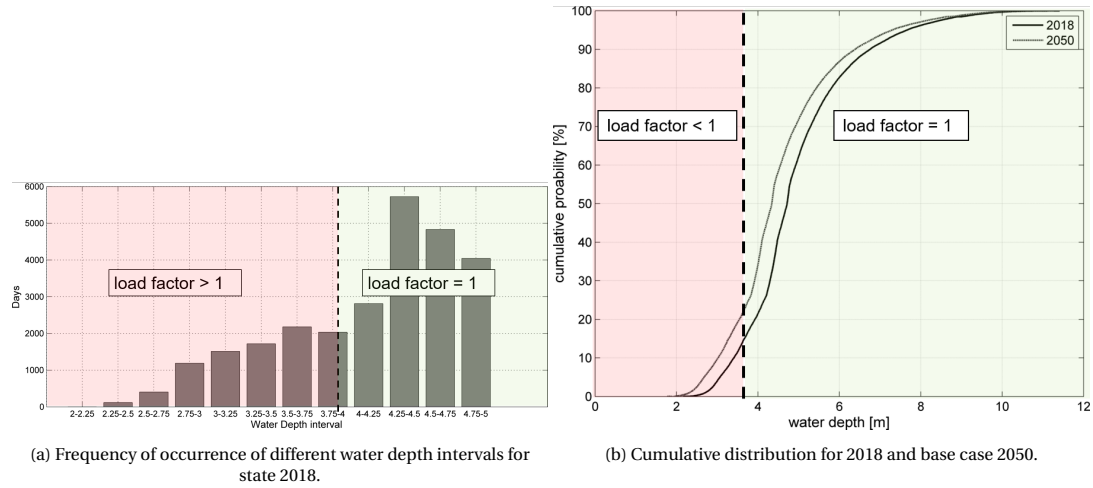 6000
5000
4000
3000
2000
1000
0
Days
load factor > 1
load factor = 1
2-2.25 2.25-2.5 2.5-2.75 2.75-3 3-3.25 3.25-3.5 3.5-3.75 3.75-4 4-4.25 4.25-4.5 4.5-4.75 4.75-5
Water Depth interval
(a) Frequency of occurrence of different water depth intervals for
state 2018.
100
90
80
70
60
50
40
30
20
10
0
cumulative proability [%]
2018
2050
load factor < 1
load factor = 1
0 2 4 6 8 10 12
water depth [m]
(b) Cumulative distribution for 2018 and base case 2050.